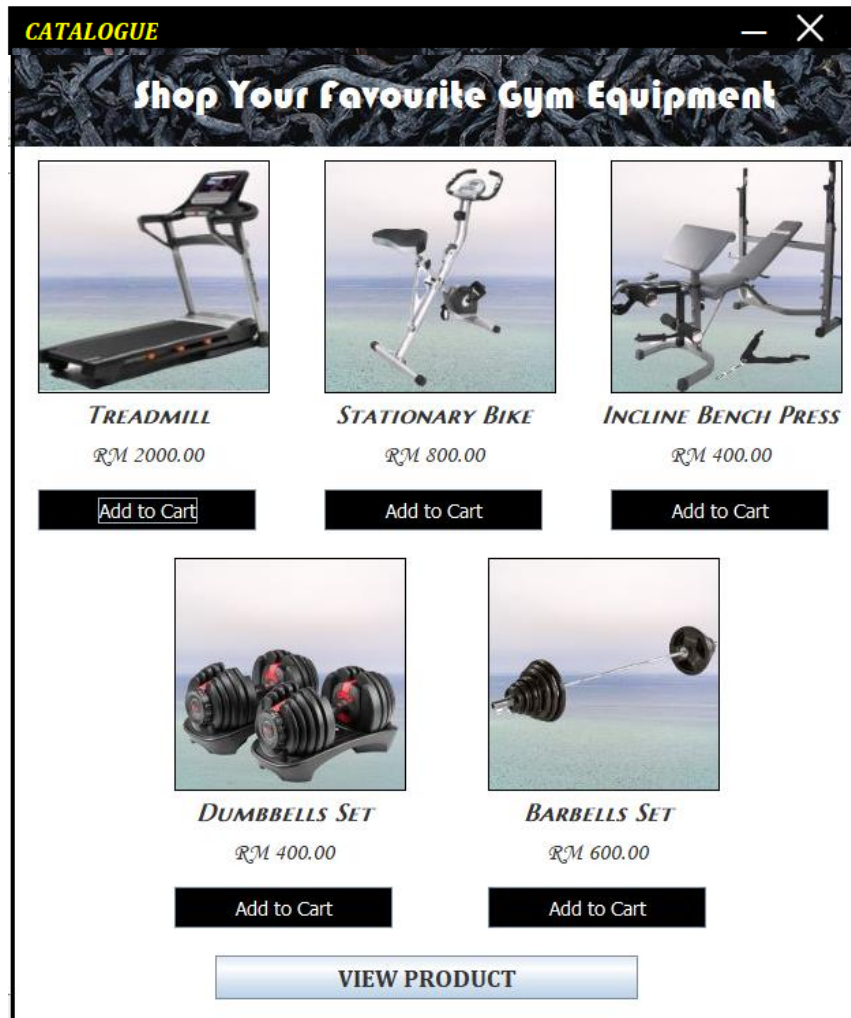 CATALOGUE
Shop Your Favourite Gym Equipment
Treadmill Stationary Bike Incline Bench Press
RM 2000.00 RM 800.00 RM 400.00
Add to Cart Add to Cart Add to Cart
Dumbbells Set Barbells Set
RM 400.00 RM 600.00
Add to Cart Add to Cart
VIEW PRODUCT